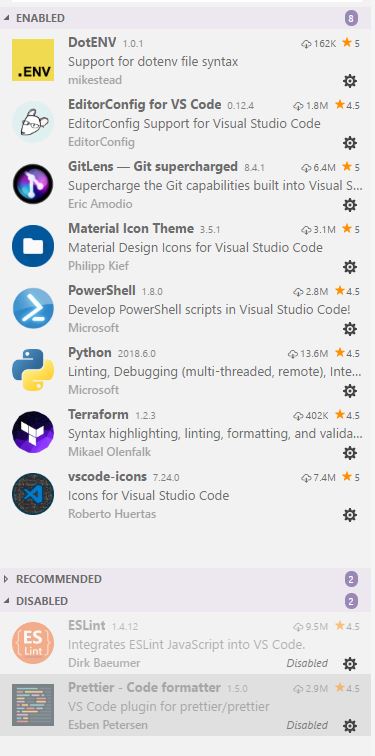 ENABLED 8
DotENV 1.0.1 162K 5
.ENV
Support for dotenv file syntax
mikestead
EditorConfig for VS Code 0.12.4 1.8M 4.5
EditorConfig Support for Visual Studio Code
EditorConfig
GitLens — Git supercharged 8.4.1 6.4M 5
Supercharge the Git capabilities built into Visual S...
Eric Amodio
Material Icon Theme 3.5.1 3.1M 5
Material Design Icons for Visual Studio Code
Philipp Kief
PowerShell 1.8.0 2.8M 4.5
Develop PowerShell scripts in Visual Studio Code!
Microsoft
Python 2018.6.0 13.6M 4.5
Linting, Debugging (multi-threaded, remote), Inte...
Microsoft
Terraform 1.2.3 402K 5
Syntax highlighting, linting, formatting, and valida...
Mikael Olenfalk
vscode-icons 7.24.0 7.4M 5
Icons for Visual Studio Code
Roberto Huertas
RECOMMENDED 2
DISABLED 2
ESLint 1.4.12 9.5M 4.5
{ES}
Lint
Integrates ESLint JavaScript into VS Code.
Dirk Baeumer Disabled
Prettier - Code formatter 1.5.0 2.9M 4.5
VS Code plugin for prettier/prettier
Esben Petersen Disabled